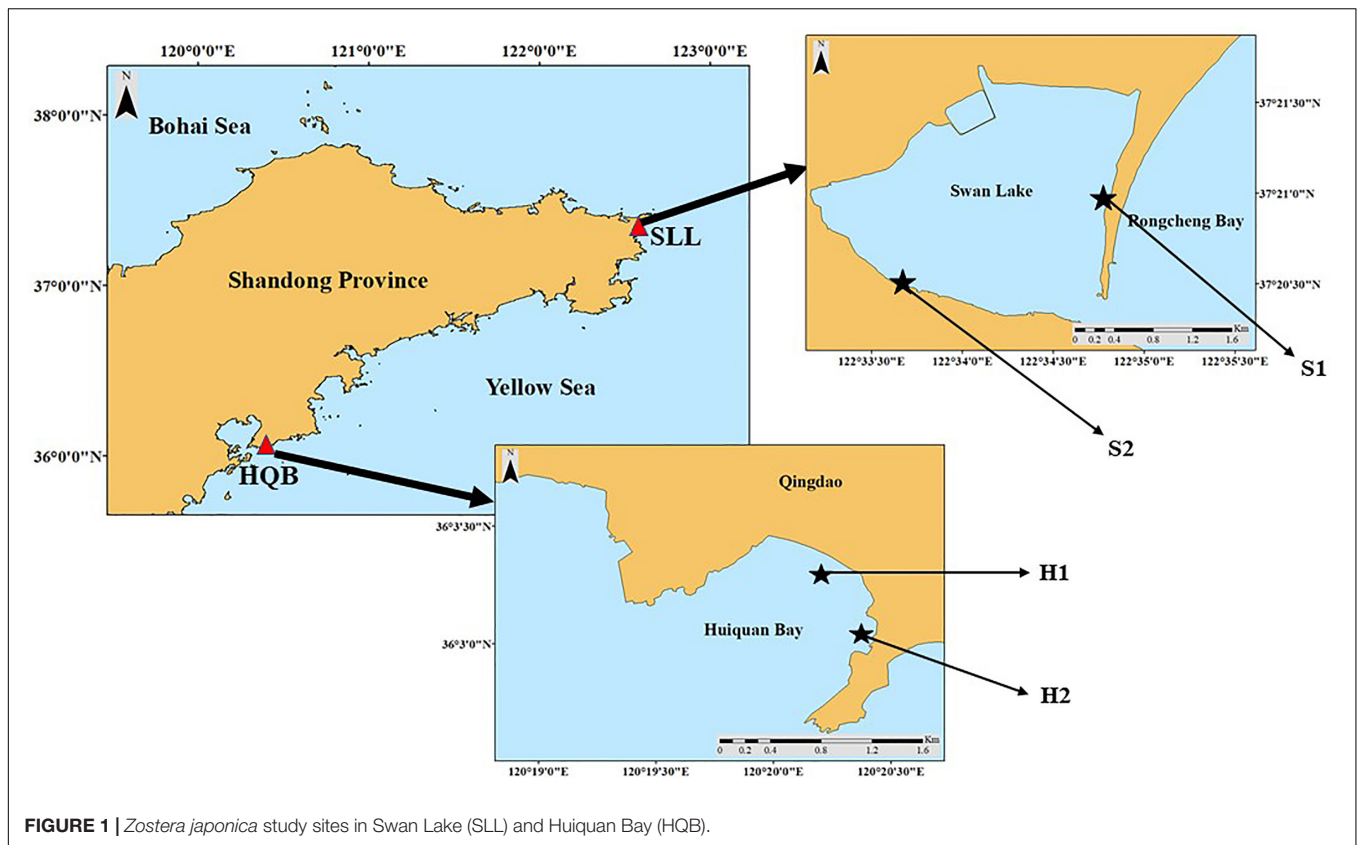 120°0'0"E
121°0'0"E
122°0'0"E
123°0'0"E
N
38°0'0"N
37°0'0"N
36°0'0"N
Bohai Sea
Shandong Province
Yellow Sea
SLL
HQB
N
Swan Lake
Rongcheng Bay
37°21'30"N
37°21'0"N
37°20'30"N
Km
0 0.2 0.4 0.8 1.2 1.6
122°33'30"E
122°34'0"E
122°34'30"E
122°35'0"E
122°35'30"E
S1
S2
N
Qingdao
Huiquan Bay
36°3'30"N
36°3'0"N
Km
0 0.2 0.4 0.8 1.2 1.6
120°19'0"E
120°19'30"E
120°20'0"E
120°20'30"E
H1
H2
FIGURE 1 | Zostera japonica study sites in Swan Lake (SLL) and Huiquan Bay (HQB).